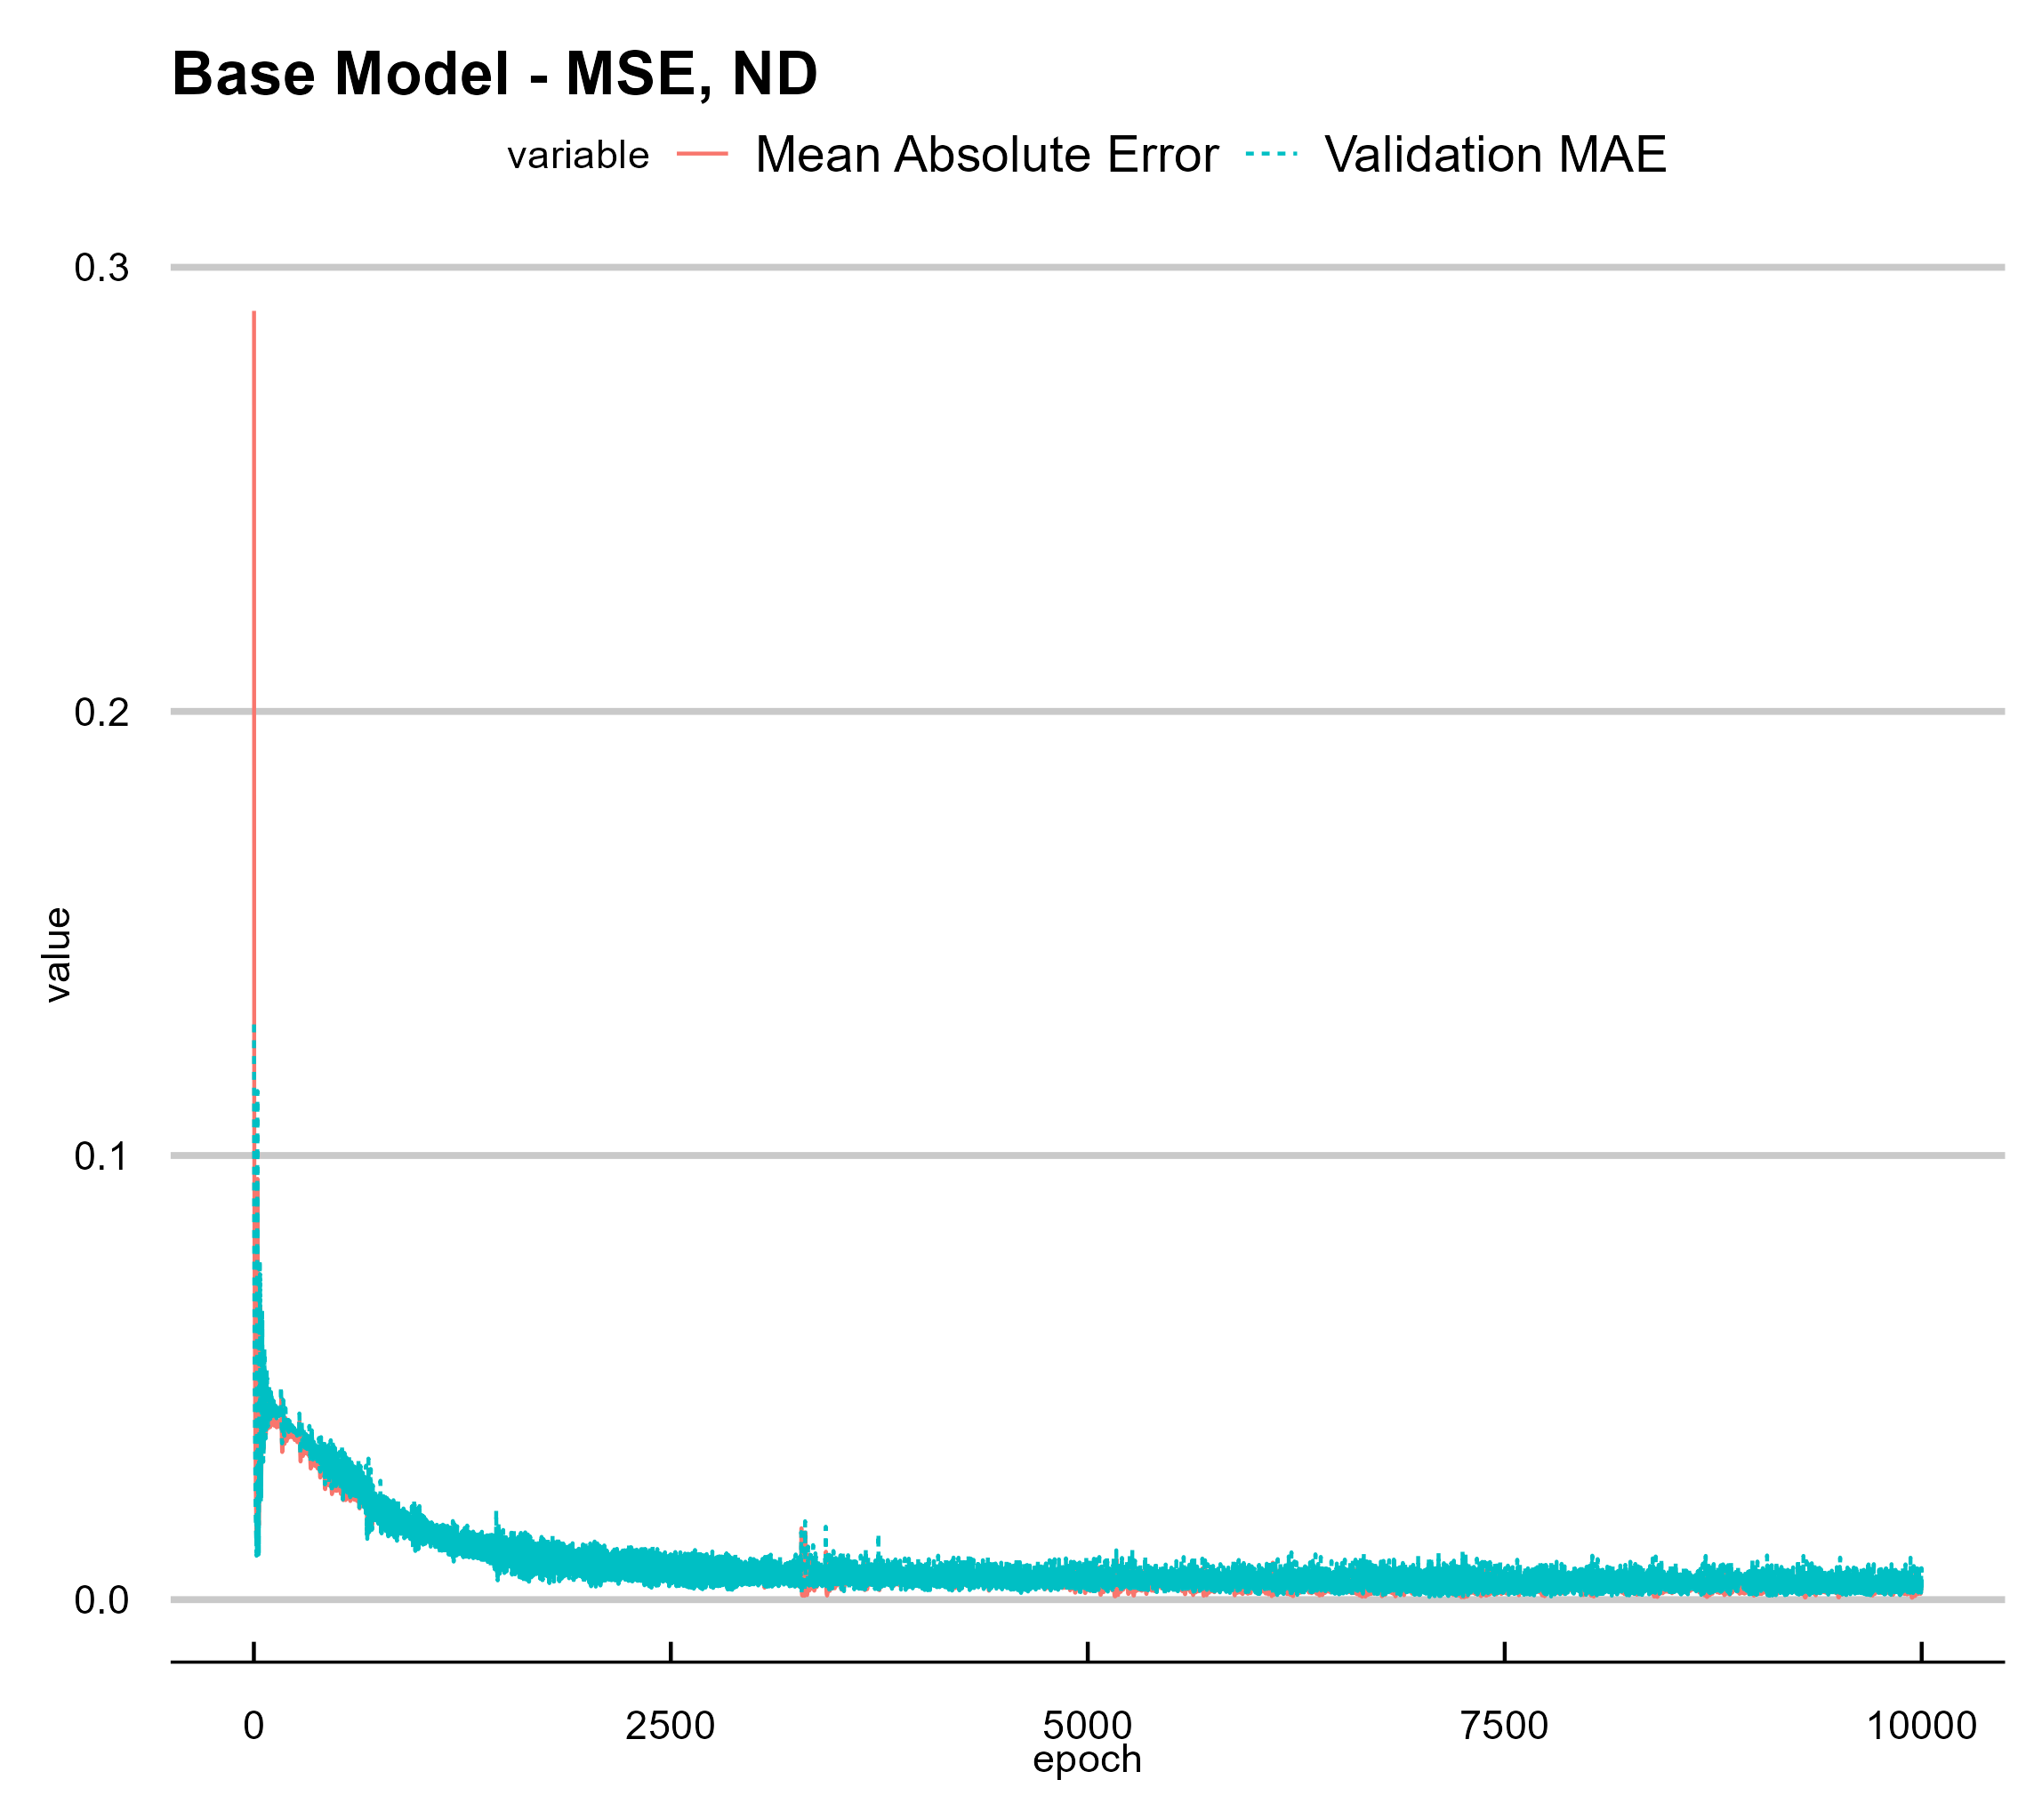 Base Model - MSE, ND
variable Mean Absolute Error Validation MAE
0.3
0.2
0.1
0.0
value
0 2500 5000 7500 10000
epoch